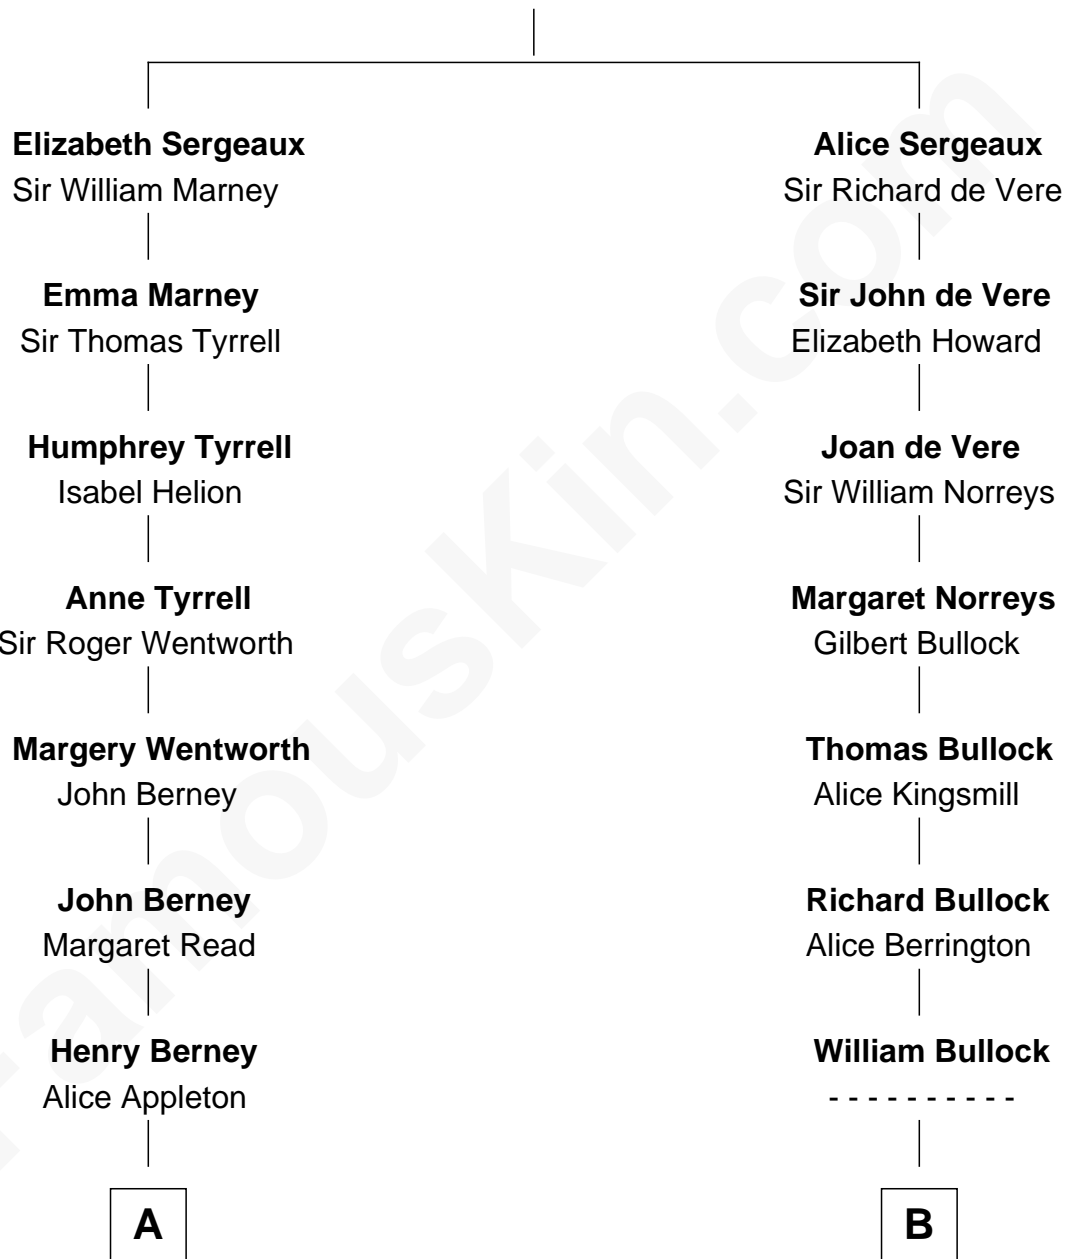 Elizabeth Sergeaux
Sir William Marney
Emma Marney
Sir Thomas Tyrrell
Humphrey Tyrrell
Isabel Helion
Anne Tyrrell
Sir Roger Wentworth
Margery Wentworth
John Berney
John Berney
Margaret Read
Henry Berney
Alice Appleton
A
Alice Sergeaux
Sir Richard de Vere
Sir John de Vere
Elizabeth Howard
Joan de Vere
Sir William Norreys
Margaret Norreys
Gilbert Bullock
Thomas Bullock
Alice Kingsmill
Richard Bullock
Alice Berrington
William Bullock
- - - - - - - - - -
B
FamousKin.com